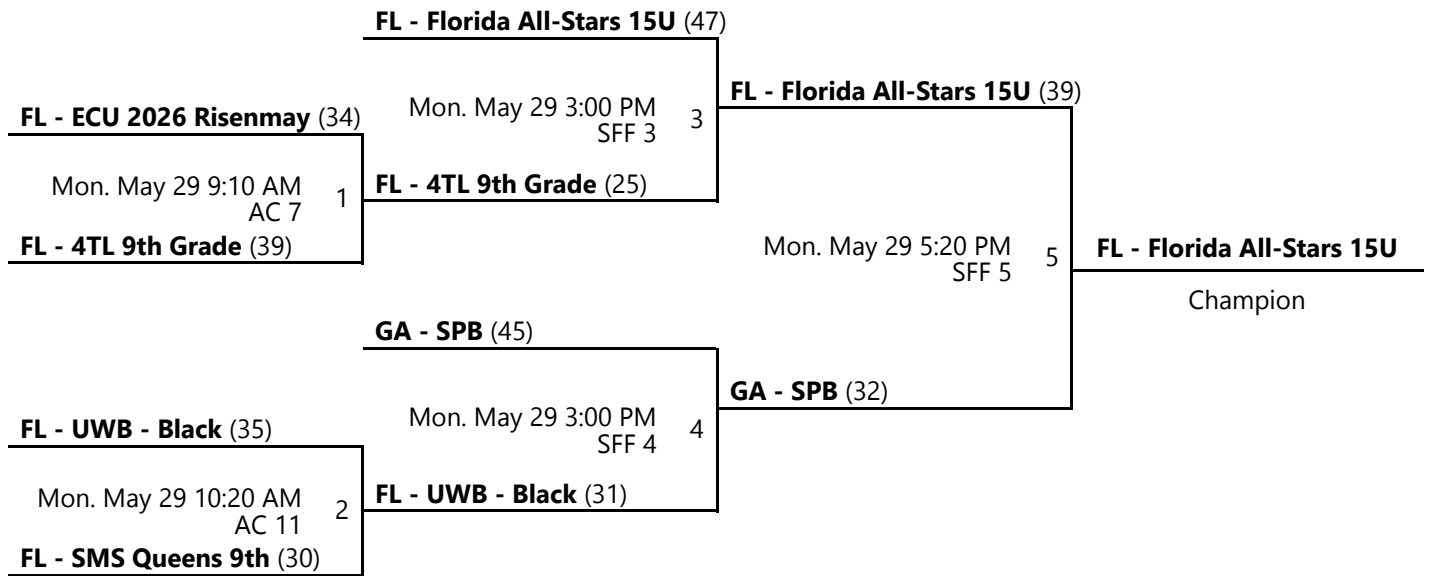 FL - Florida All-Stars 15U (47)
FL - Florida All-Stars 15U (39)
FL - ECU 2026 Risenmay (34)
Mon. May 29 3:00 PM
SFF 3
3
Mon. May 29 9:10 AM
AC 7
1
FL - 4TL 9th Grade (25)
FL - 4TL 9th Grade (39)
Mon. May 29 5:20 PM
SFF 5
5
FL - Florida All-Stars 15U
Champion
GA - SPB (45)
GA - SPB (32)
Mon. May 29 3:00 PM
SFF 4
4
FL - UWB - Black (35)
Mon. May 29 10:20 AM
AC 11
2
FL - UWB - Black (31)
FL - SMS Queens 9th (30)